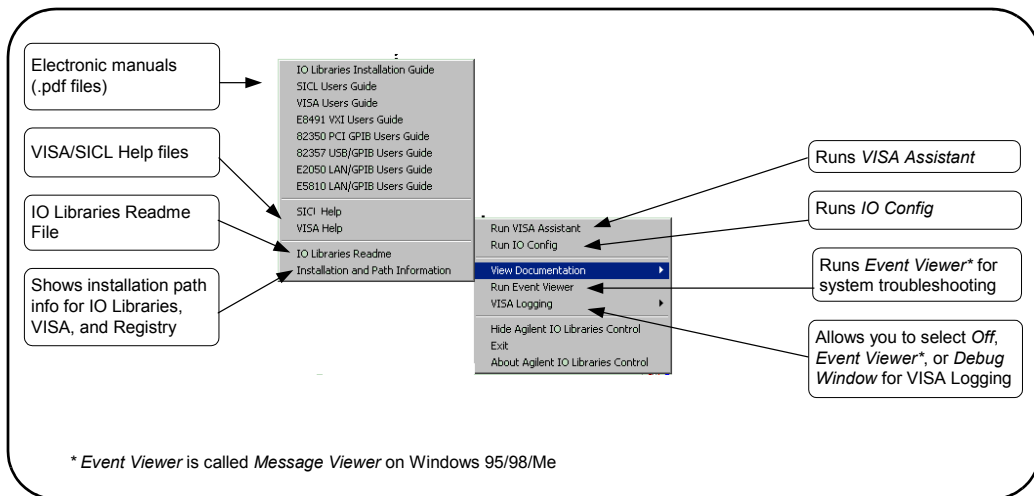 Electronic manuals
(.pdf files)
VISA/SICL Help files
IO Libraries Readme
File
Shows installation path
info for IO Libraries,
VISA, and Registry
IO Libraries Installation Guide
SICL Users Guide
VISA Users Guide
E8491 VXI Users Guide
82350 PCI GPIB Users Guide
82357 USB/GPIB Users Guide
E2050 LAN/GPIB Users Guide
E5810 LAN/GPIB Users Guide
SICL Help
VISA Help
IO Libraries Readme
Installation and Path Information
Run VISA Assistant
Run IO Config
View Documentation
Run Event Viewer
VISA Logging
Hide Agilent IO Libraries Control
Exit
About Agilent IO Libraries Control
Runs VISA Assistant
Runs IO Config
Runs Event Viewer* for
system troubleshooting
Allows you to select Off,
Event Viewer*, or Debug
Window for VISA Logging
* Event Viewer is called Message Viewer on Windows 95/98/Me